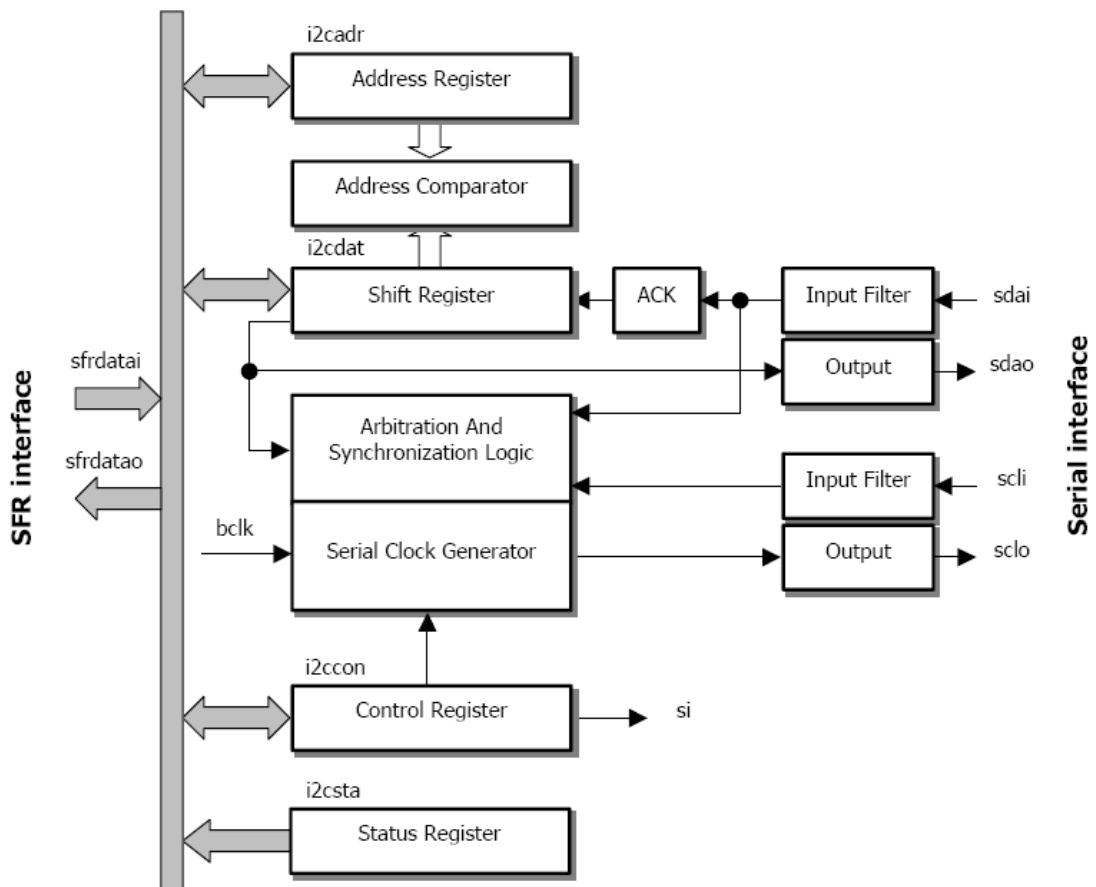 i2cadr
Address Register
Address Comparator
i2cdat
Shift Register
ACK
Input Filter
sdai
Output
sdao
sfrdatai
sfrdatao
SFR interface
Arbitration And
Synchronization Logic
Input Filter
scli
bclk
Serial Clock Generator
Output
sclo
Serial interface
i2ccon
Control Register
si
i2csta
Status Register